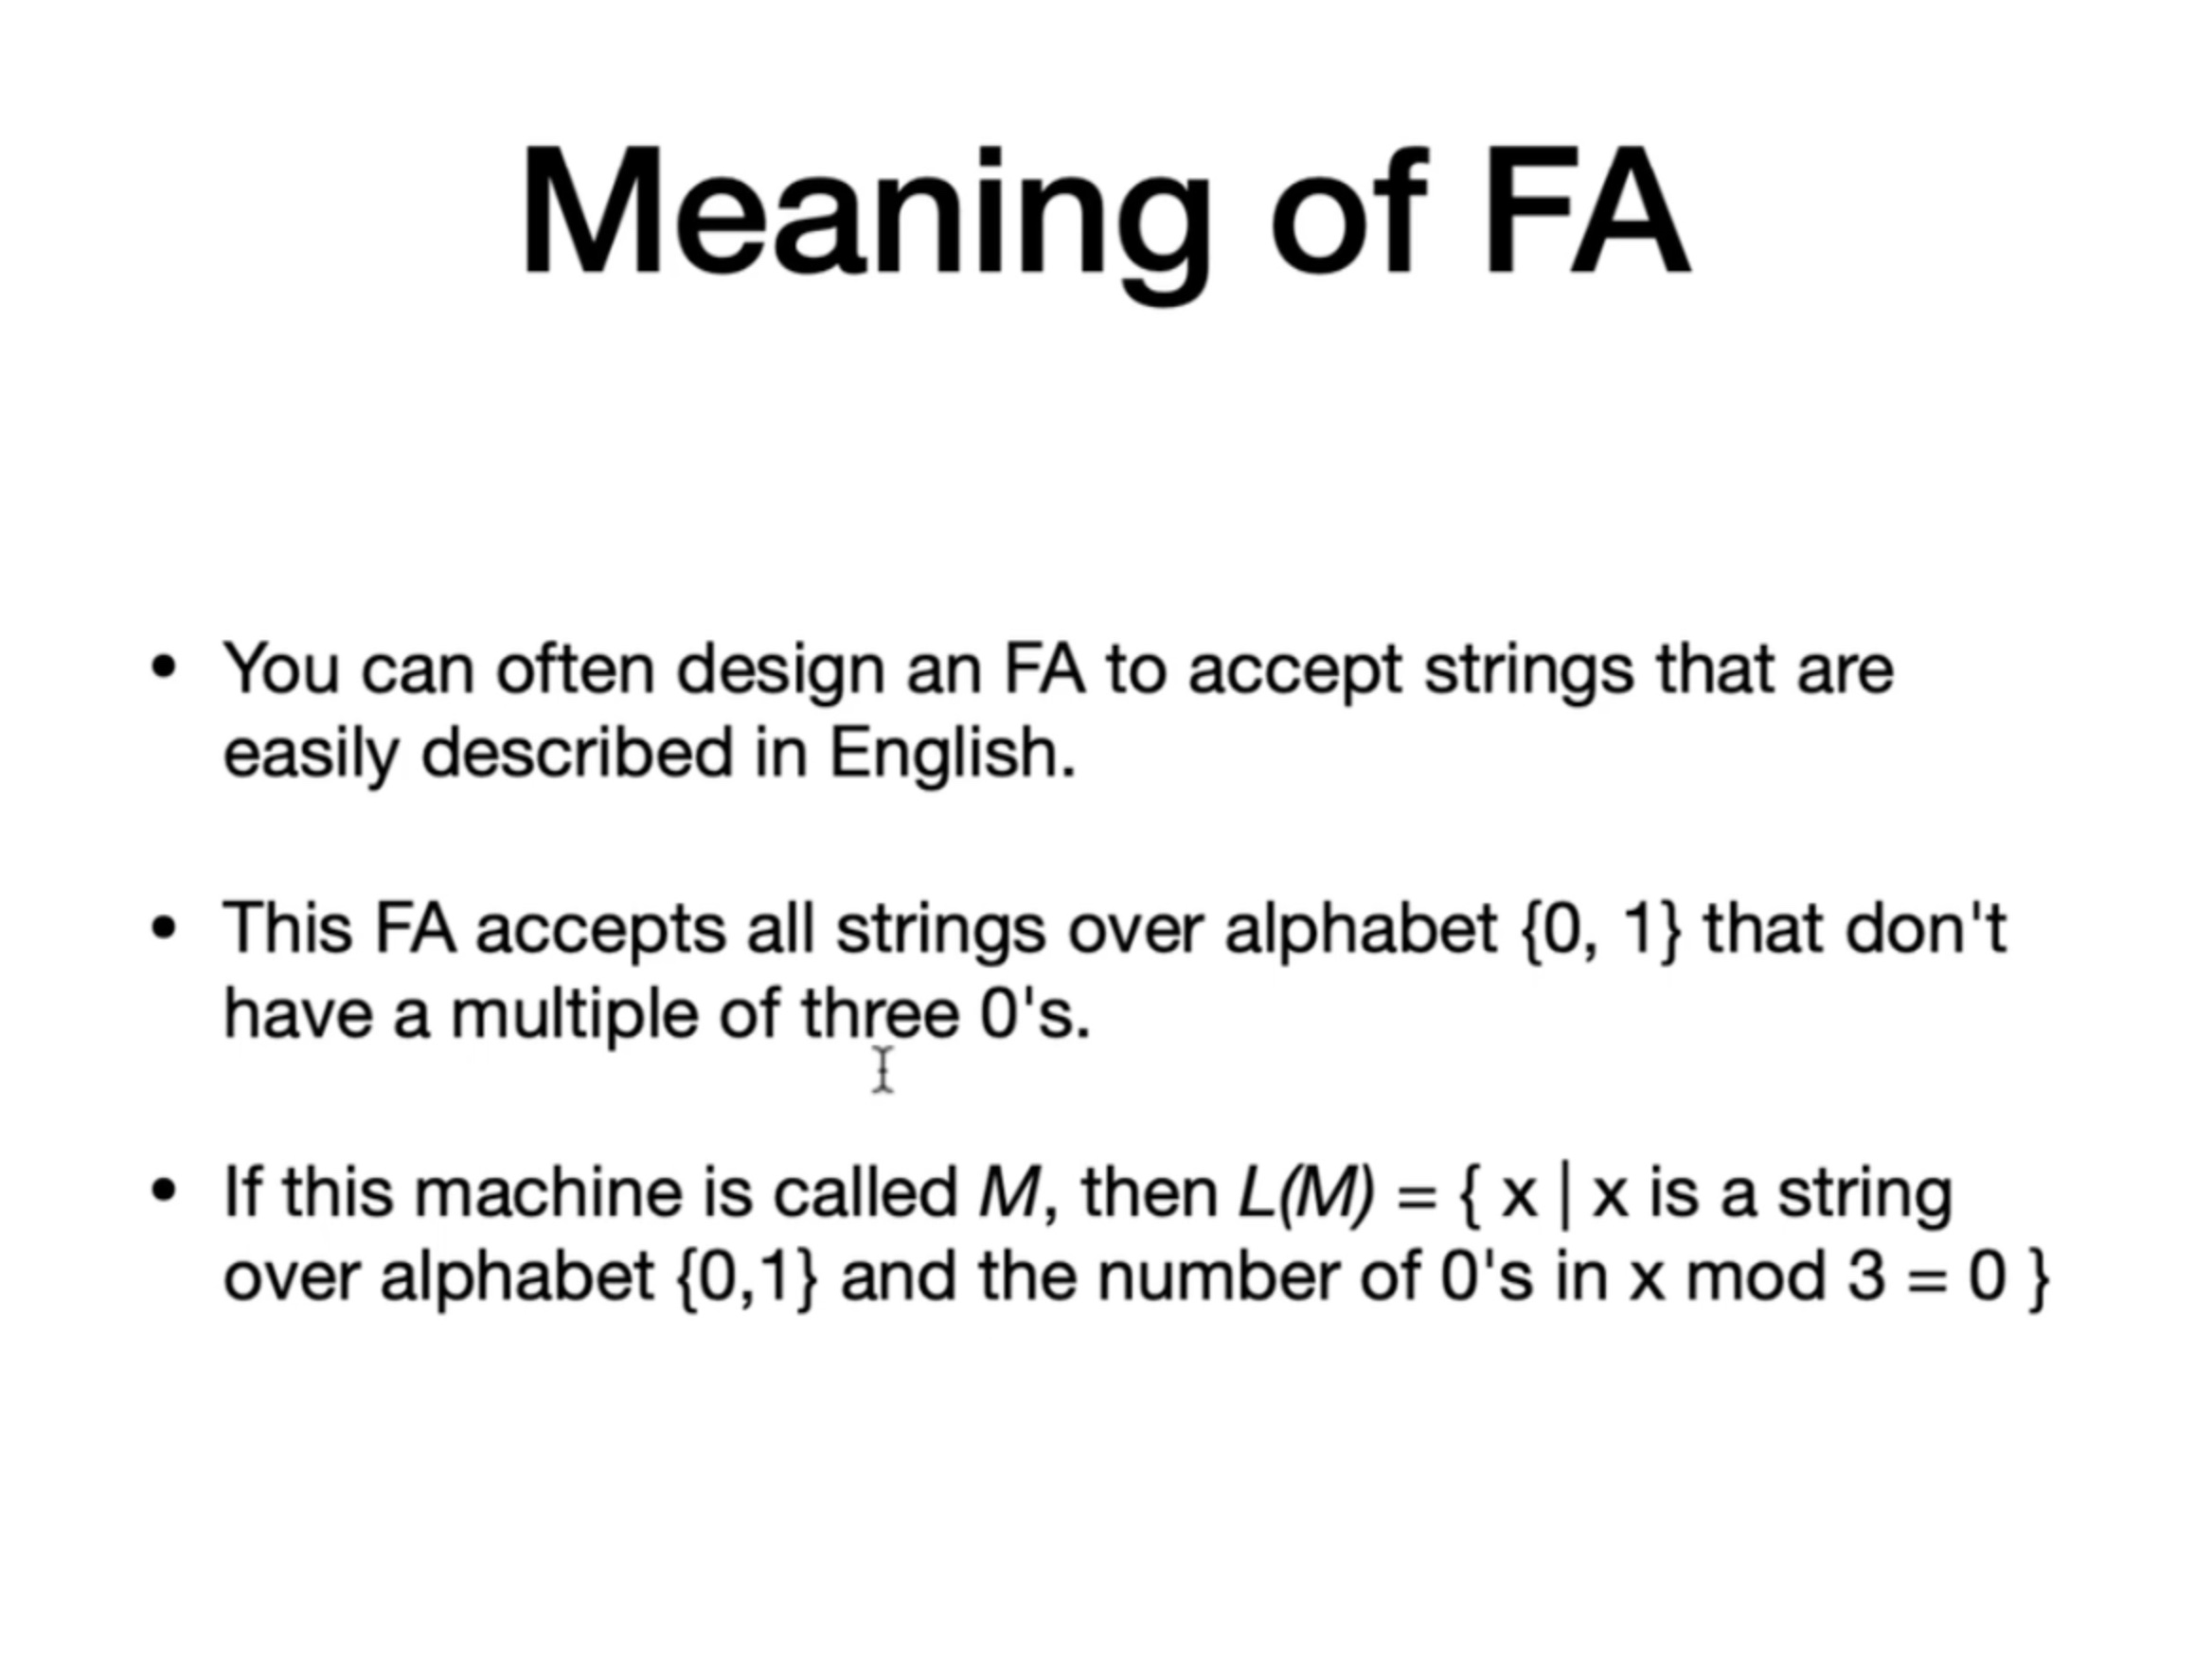 Meaning of FA
• You can often design an FA to accept strings that are
easily described in English.
• This FA accepts all strings over alphabet {0, 1} that don't
have a multiple of three 0's.
• If this machine is called M, then L(M) = { x | x is a string
over alphabet {0,1} and the number of 0's in x mod 3 = 0 }